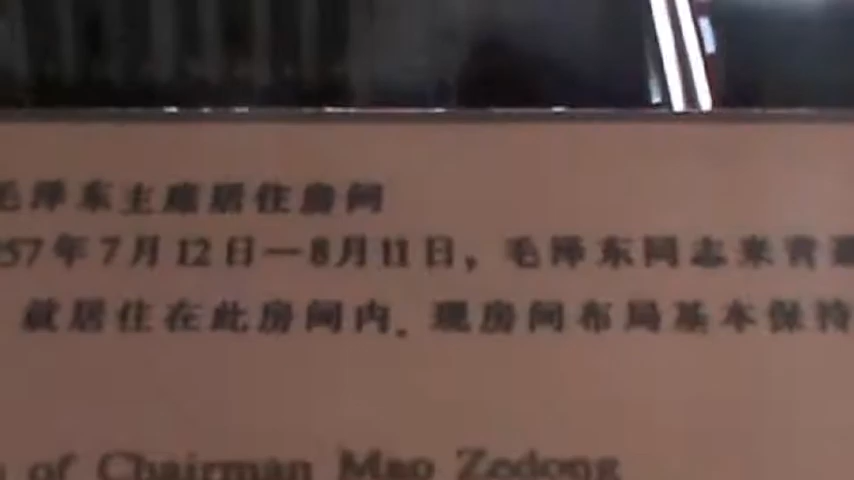 毛泽东主席居住房间
957年7月12日—8月11日，毛泽东同志来青
就居住在此房间内。现房间布局基本保持
of Chairman Mao Zedong